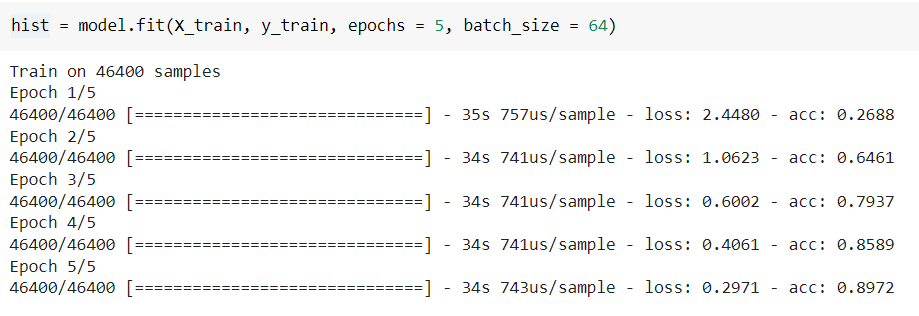 hist = model.fit(X_train, y_train, epochs = 5, batch_size = 64)
Train on 46400 samples
Epoch 1/5
46400/46400 [==============================] - 35s 757us/sample - loss: 2.4480 - acc: 0.2688
Epoch 2/5
46400/46400 [==============================] - 34s 741us/sample - loss: 1.0623 - acc: 0.6461
Epoch 3/5
46400/46400 [==============================] - 34s 741us/sample - loss: 0.6002 - acc: 0.7937
Epoch 4/5
46400/46400 [==============================] - 34s 741us/sample - loss: 0.4061 - acc: 0.8589
Epoch 5/5
46400/46400 [==============================] - 34s 743us/sample - loss: 0.2971 - acc: 0.8972